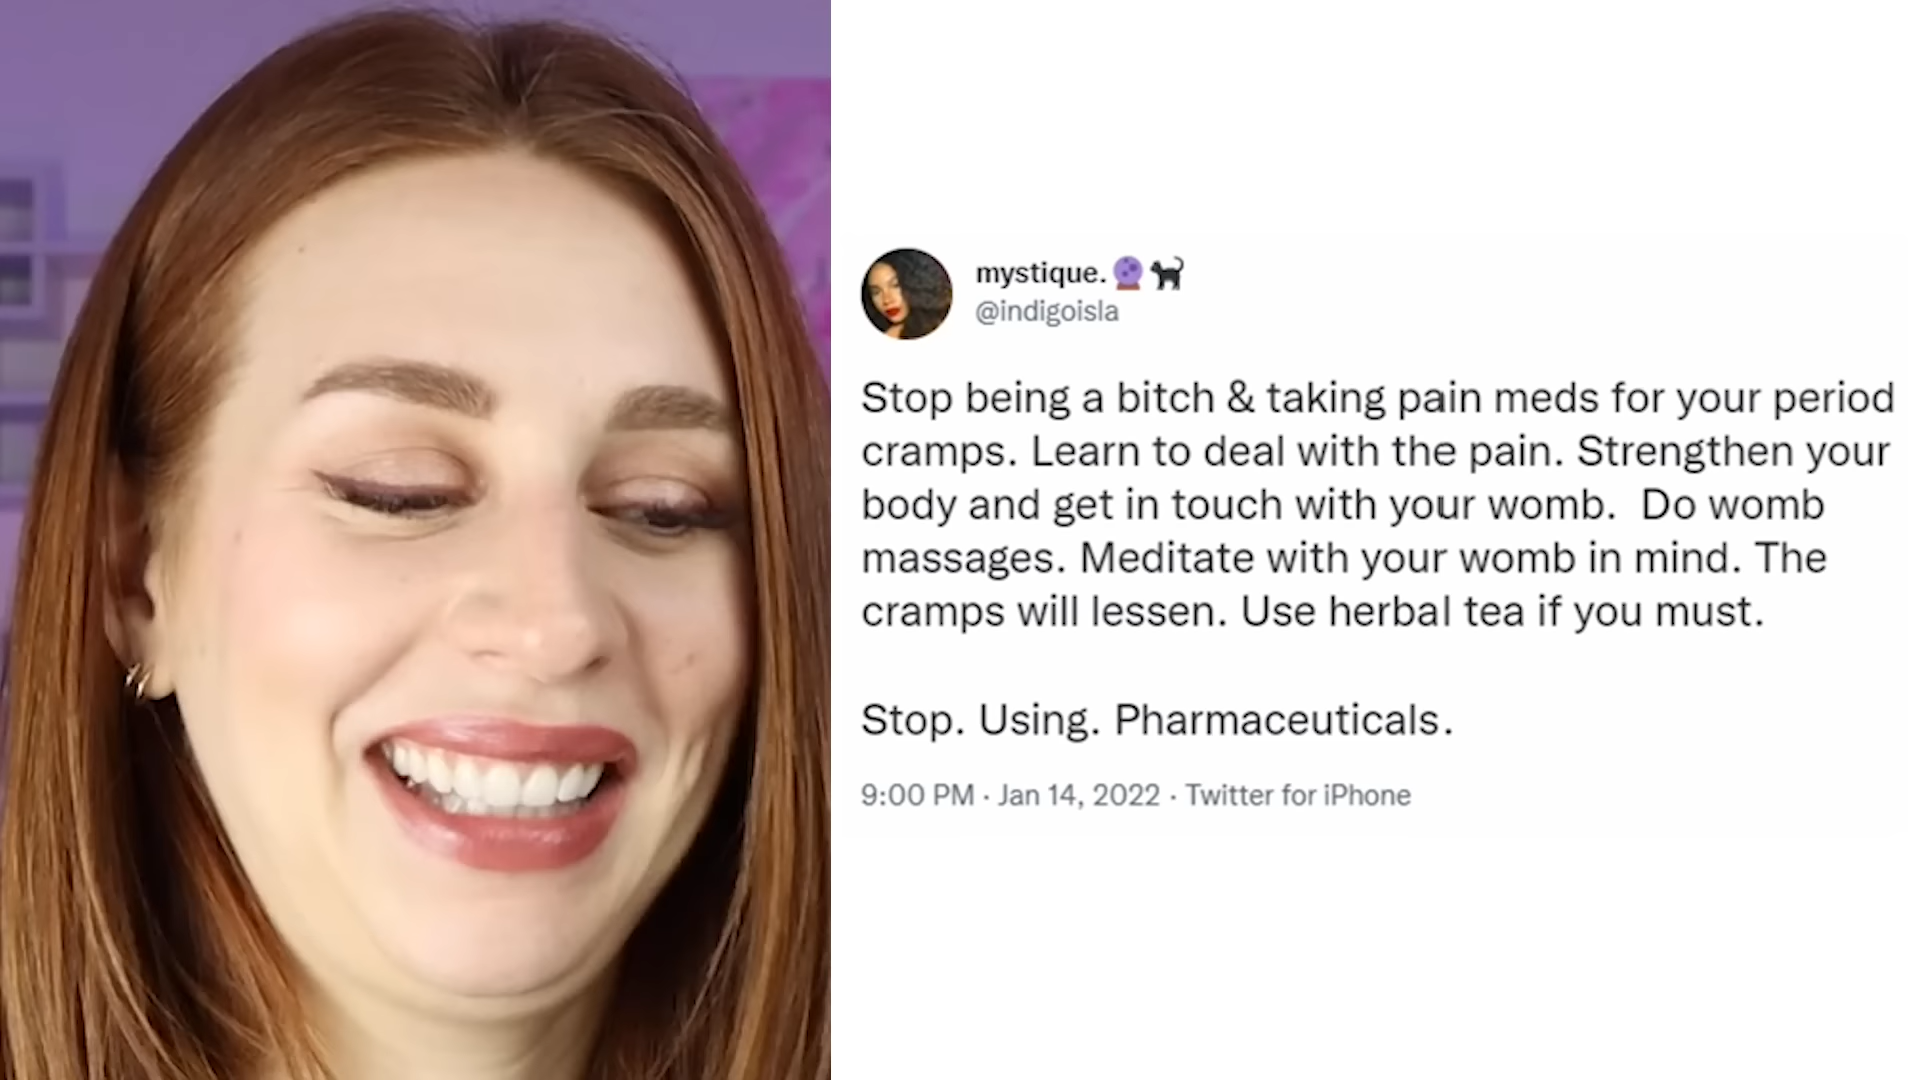 mystique.🔮🐈‍⬛
@indigoisla
Stop being a bitch & taking pain meds for your period
cramps. Learn to deal with the pain. Strengthen your
body and get in touch with your womb.  Do womb
massages. Meditate with your womb in mind. The
cramps will lessen. Use herbal tea if you must.
Stop. Using. Pharmaceuticals.
9:00 PM · Jan 14, 2022 · Twitter for iPhone